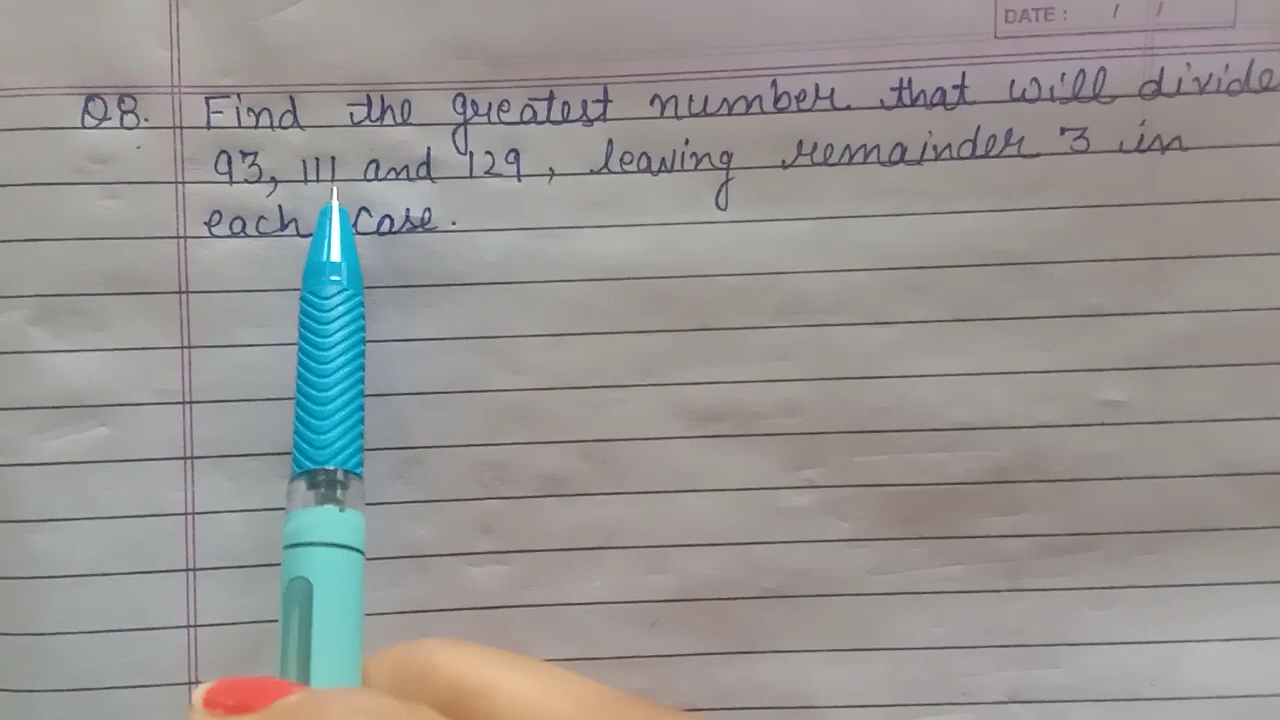 DATE: / /
Q8. Find the greatest number that will divide
93, 111 and 129, leaving remainder 3 in
each case.